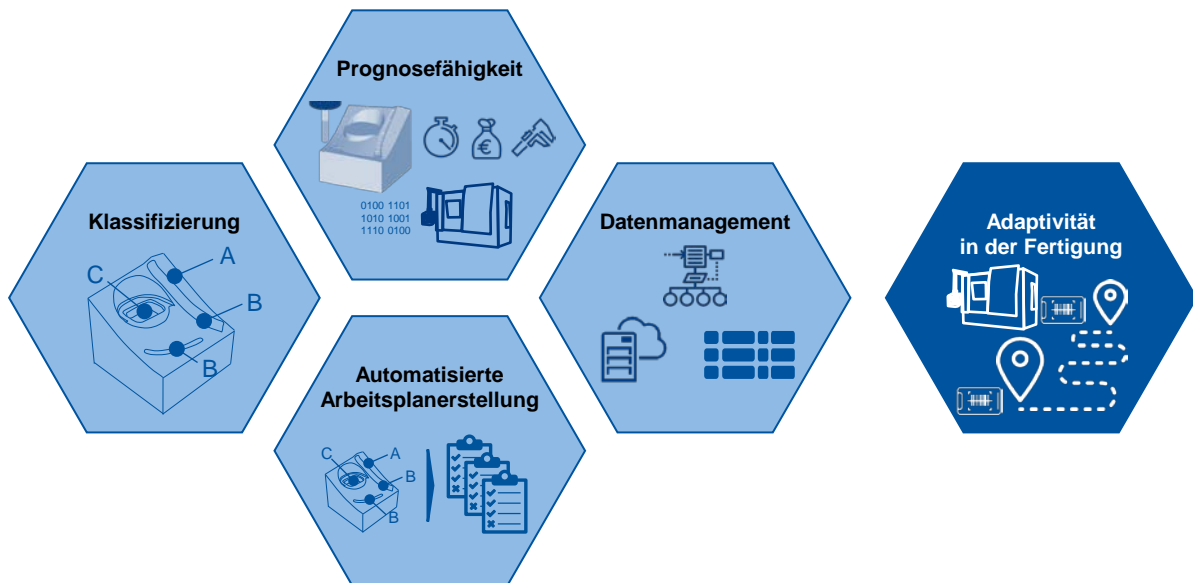 Prognosefähigkeit
€
0100 1101
1010 1001
1110 0100
Klassifizierung
A
C
B
B
Automatisierte
Arbeitsplanerstellung
C
A
B
B
Datenmanagement
Adaptivität
in der Fertigung